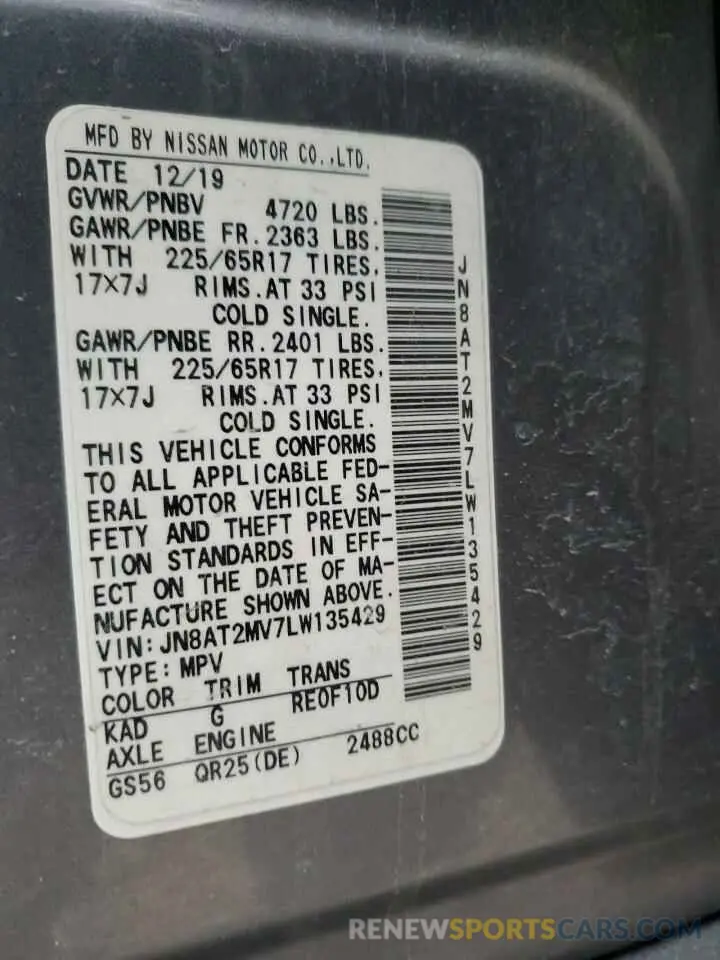 MFD BY NISSAN MOTOR CO.,LTD.
DATE 12/19
GVWR/PNBV 4720 LBS.
GAWR/PNBE FR.2363 LBS.
WITH 225/65R17 TIRES,
17X7J RIMS.AT 33 PSI
COLD SINGLE.
GAWR/PNBE RR.2401 LBS.
WITH 225/65R17 TIRES,
17X7J RIMS.AT 33 PSI
COLD SINGLE.
THIS VEHICLE CONFORMS
TO ALL APPLICABLE FED-
ERAL MOTOR VEHICLE SA-
FETY AND THEFT PREVEN-
TION STANDARDS IN EFF-
ECT ON THE DATE OF MA-
NUFACTURE SHOWN ABOVE.
VIN:JN8AT2MV7LW135429
TYPE:MPV
COLOR TRIM TRANS
KAD G RE0F10D
AXLE ENGINE
GS56 QR25(DE) 2488CC
JN8AT2MV7LW135429
RENEWSPORTSCARS.COM